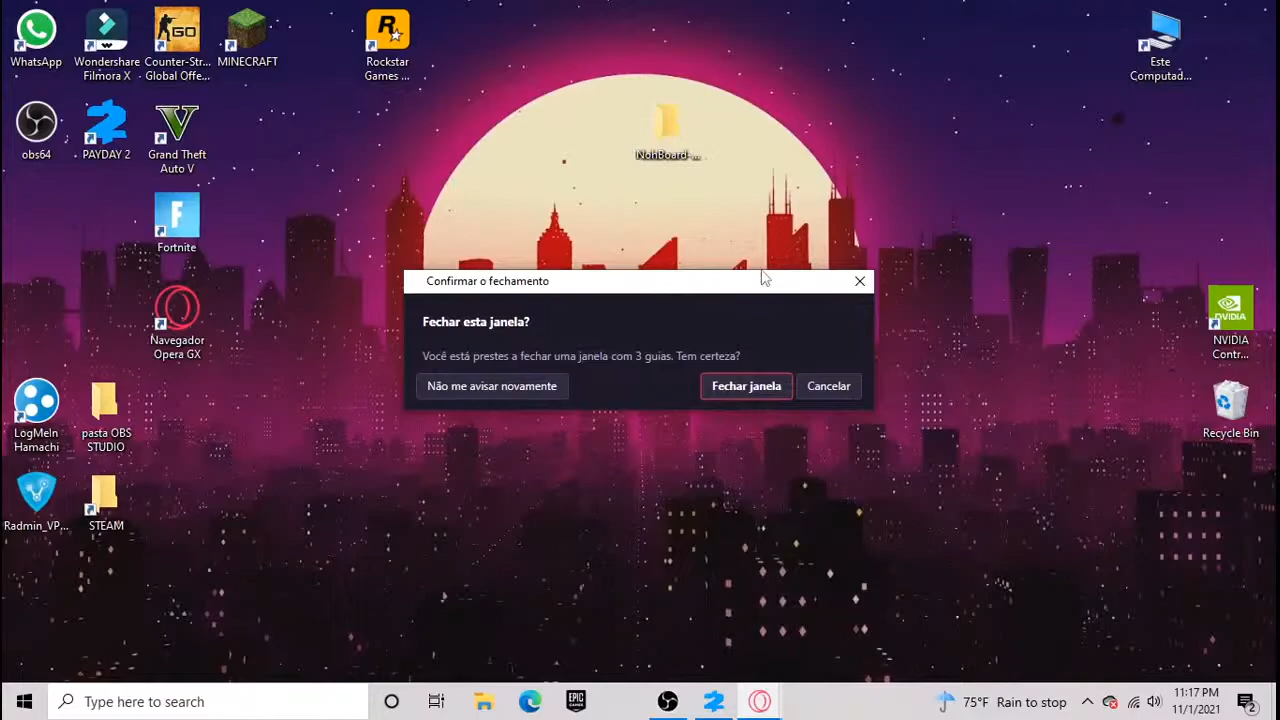 WhatsApp
Wondershare
Filmora X
Counter-Str...
Global Offe...
MINECRAFT
Rockstar
Games ...
Este
Computad...
obs64
PAYDAY 2
Grand Theft
Auto V
NohBoard-...
Fortnite
Navegador
Opera GX
NVIDIA
Contr...
LogMeIn
Hamachi
pasta OBS
STUDIO
Recycle Bin
Radmin_VP...
STEAM
Confirmar o fechamento
Fechar esta janela?
Você está prestes a fechar uma janela com 3 guias. Tem certeza?
Não me avisar novamente
Fechar janela
Cancelar
Type here to search
75°F Rain to stop
11:17 PM
11/1/2021
2